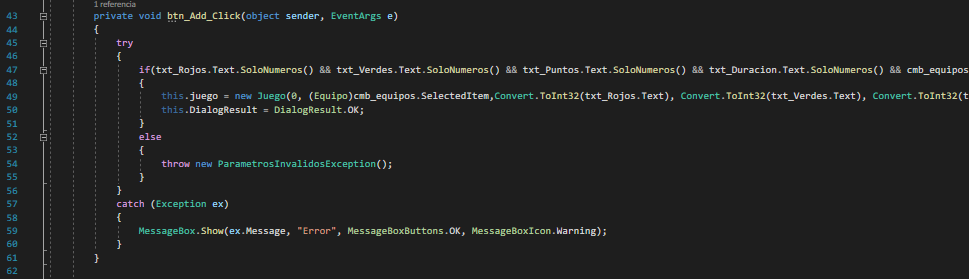 1 referencia
43 private void btn_Add_Click(object sender, EventArgs e)
44 {
45 try
46 {
47 if(txt_Rojos.Text.SoloNumeros() && txt_Verdes.Text.SoloNumeros() && txt_Puntos.Text.SoloNumeros() && txt_Duracion.Text.SoloNumeros() && cmb_equipos
48 {
49 this.juego = new Juego(0, (Equipo)cmb_equipos.SelectedItem,Convert.ToInt32(txt_Rojos.Text), Convert.ToInt32(txt_Verdes.Text), Convert.ToInt32(t
50 this.DialogResult = DialogResult.OK;
51 }
52 else
53 {
54 throw new ParametrosInvalidosException();
55 }
56 }
57 catch (Exception ex)
58 {
59 MessageBox.Show(ex.Message, "Error", MessageBoxButtons.OK, MessageBoxIcon.Warning);
60 }
61 }
62